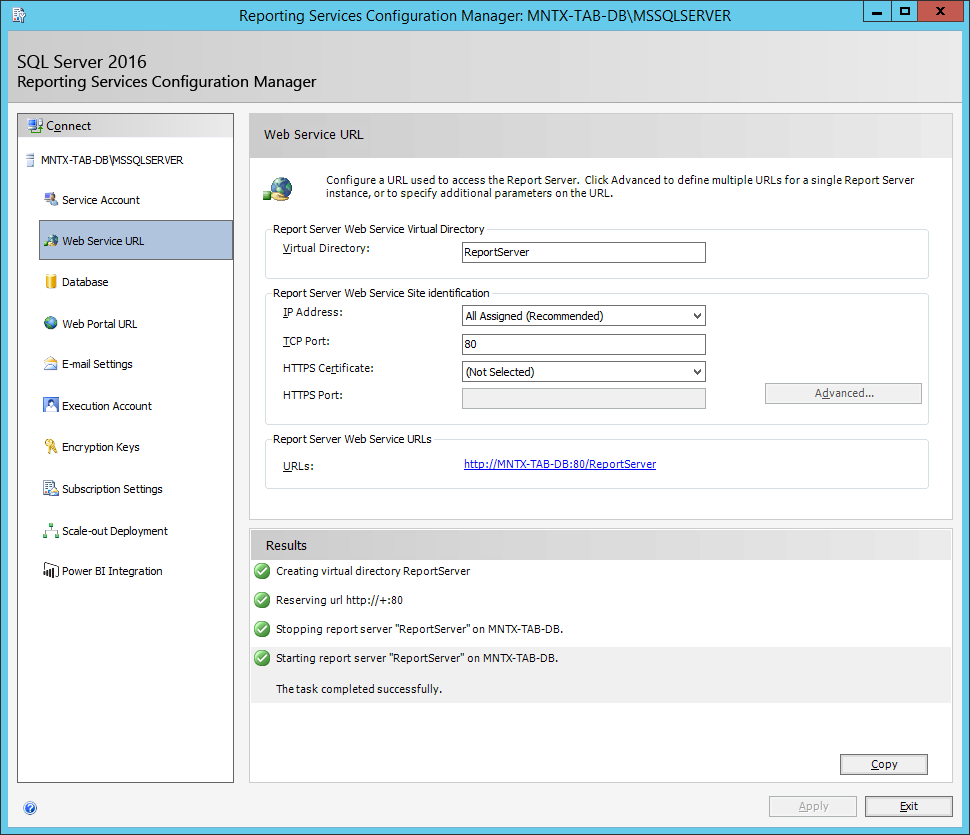 Reporting Services Configuration Manager: MNTX-TAB-DB\MSSQLSERVER
SQL Server 2016
Reporting Services Configuration Manager
Connect
MNTX-TAB-DB\MSSQLSERVER
Service Account
Web Service URL
Database
Web Portal URL
E-mail Settings
Execution Account
Encryption Keys
Subscription Settings
Scale-out Deployment
Power BI Integration
Web Service URL
Configure a URL used to access the Report Server. Click Advanced to define multiple URLs for a single Report Server
instance, or to specify additional parameters on the URL.
Report Server Web Service Virtual Directory
Virtual Directory: ReportServer
Report Server Web Service Site identification
IP Address: All Assigned (Recommended)
TCP Port: 80
HTTPS Certificate: (Not Selected)
HTTPS Port:
Advanced...
Report Server Web Service URLs
URLs: http://MNTX-TAB-DB:80/ReportServer
Results
Creating virtual directory ReportServer
Reserving url http://+:80
Stopping report server "ReportServer" on MNTX-TAB-DB.
Starting report server "ReportServer" on MNTX-TAB-DB.
The task completed successfully.
Copy
Apply
Exit